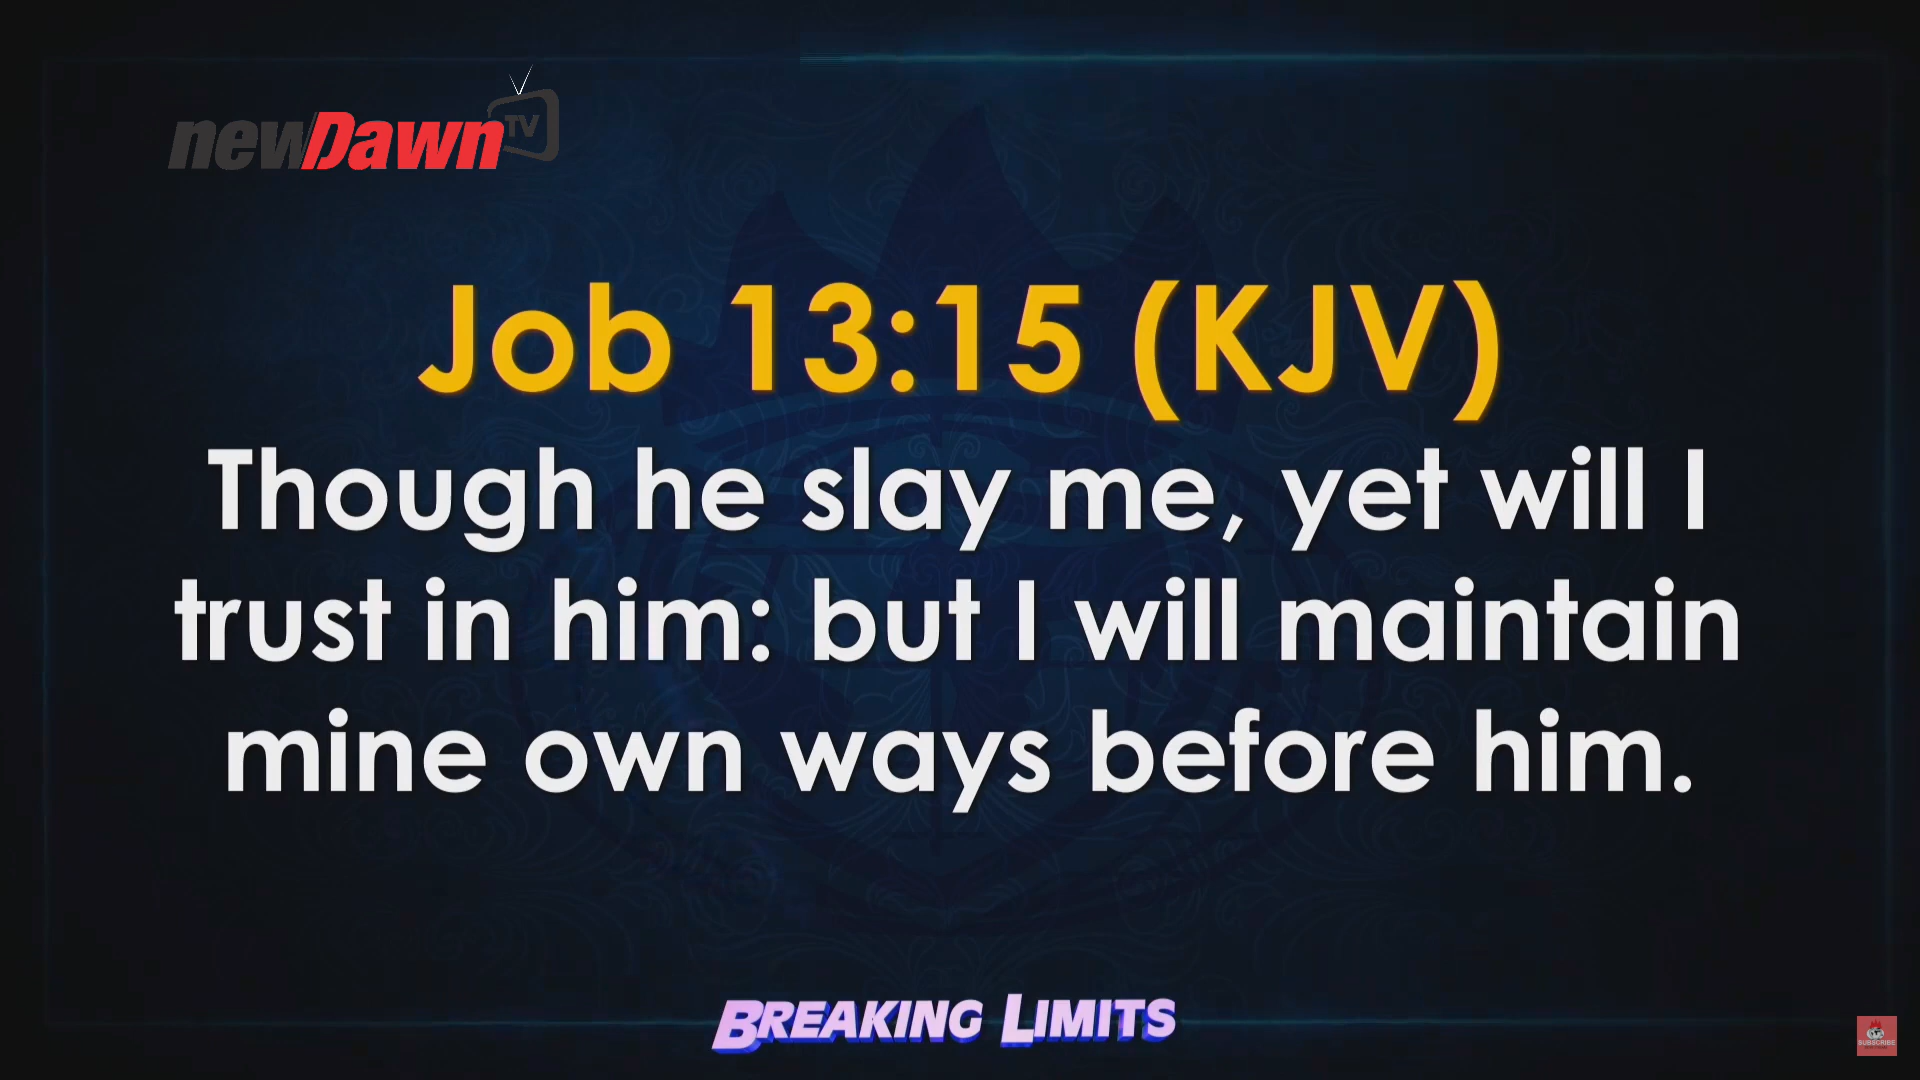 newDawn TV
Job 13:15 (KJV)
Though he slay me, yet will I
trust in him: but I will maintain
mine own ways before him.
BREAKING LIMITS
SUBSCRIBE